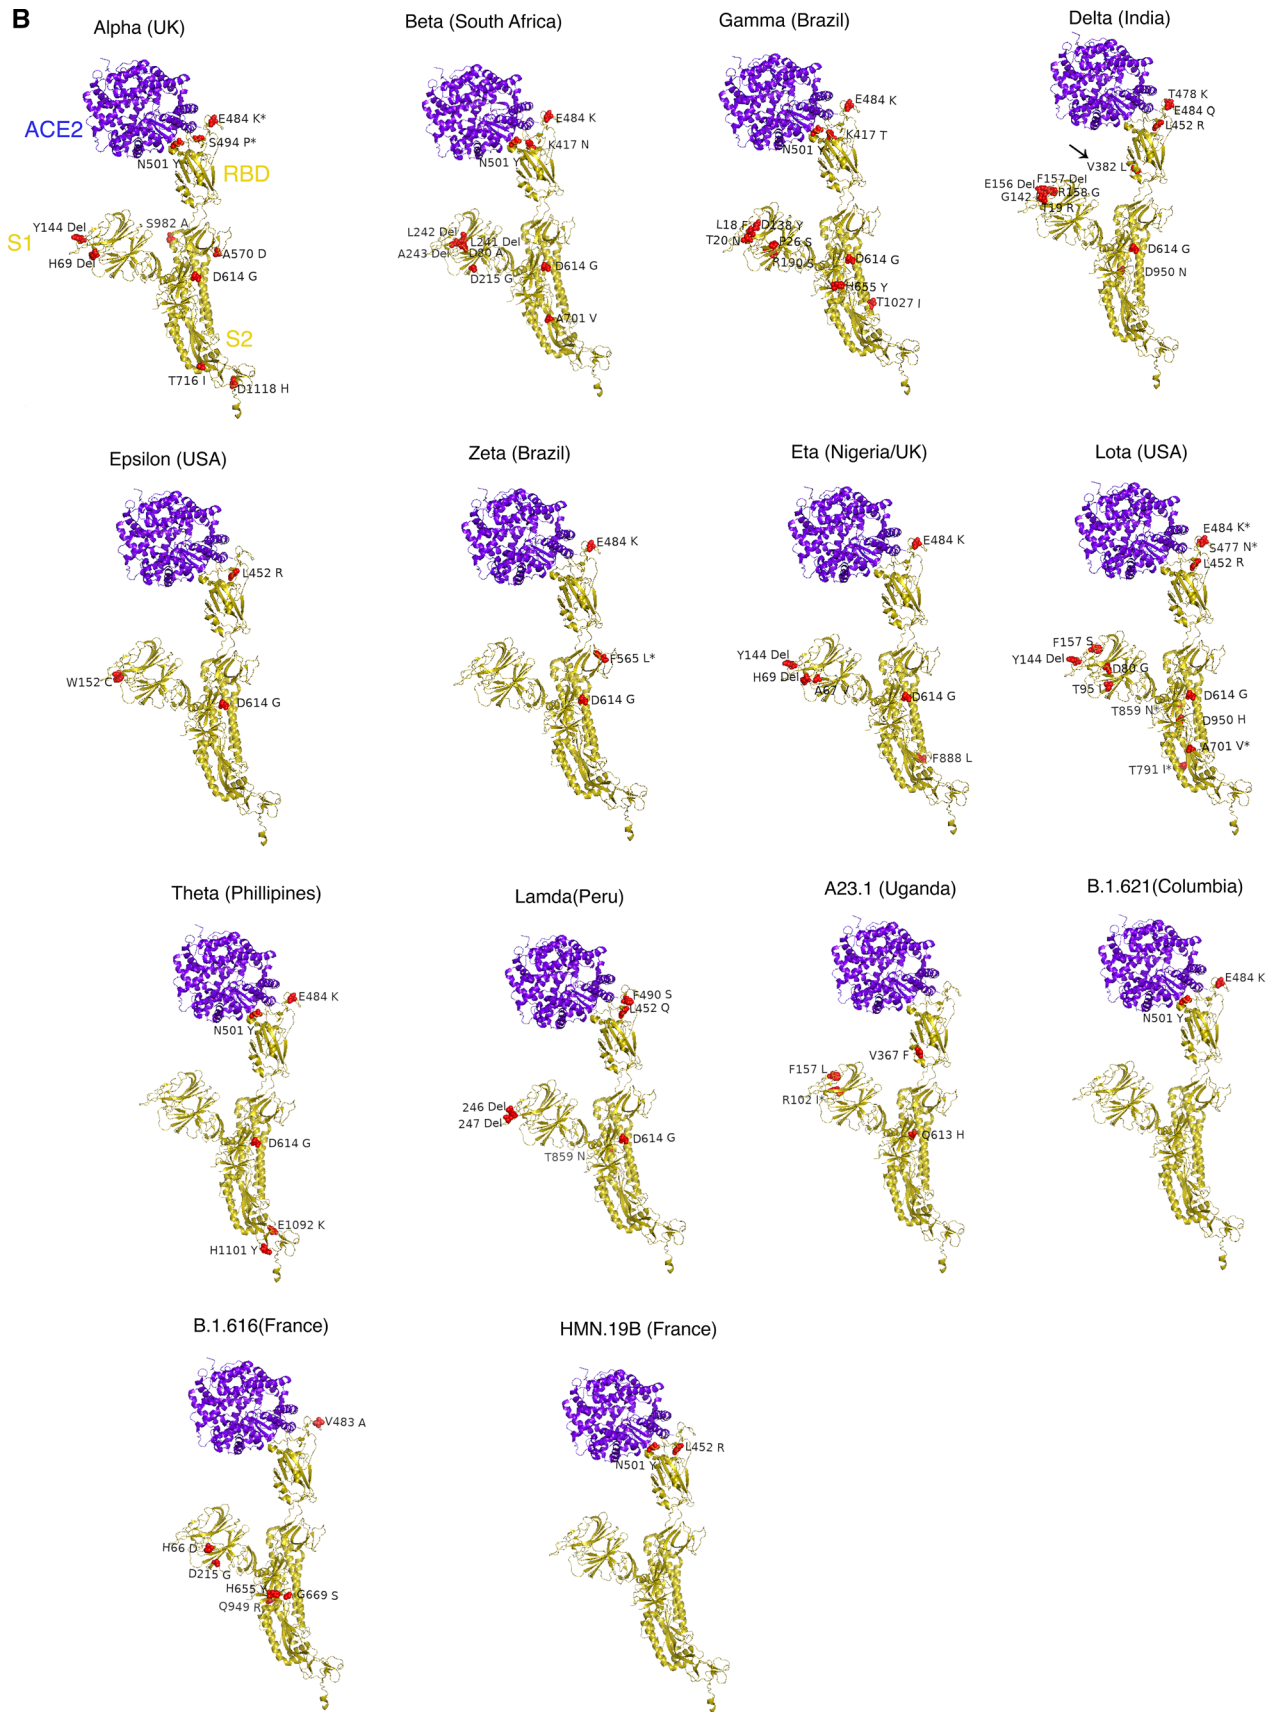 B
Alpha (UK)
ACE2
E484 K*
S494 P*
N501 Y
RBD
Y144 Del
S982 A
S1
H69 Del
A570 D
D614 G
S2
T716 I
D1118 H
Beta (South Africa)
E484 K
K417 N
N501 Y
L242 Del
L241 Del
A243 Del
D80 A
D614 G
D215 G
A701 V
Gamma (Brazil)
E484 K
K417 T
N501 Y
L18 F
D138 Y
T20 N
P26 S
R190 S
D614 G
H655 Y
T1027 I
Delta (India)
T478 K
E484 Q
L452 R
V382 L
F157 Del
E156 Del
R158 G
G142
T19 R
D614 G
D950 N
Epsilon (USA)
L452 R
W152 C
D614 G
Zeta (Brazil)
E484 K
F565 L*
D614 G
Eta (Nigeria/UK)
E484 K
Y144 Del
H69 Del
A67 V
D614 G
F888 L
Lota (USA)
E484 K*
S477 N*
L452 R
F157 S
Y144 Del
D80 G
T95 I
D614 G
T859 N*
D950 H
A701 V*
T791 I*
Theta (Phillipines)
E484 K
N501 Y
D614 G
E1092 K
H1101 Y
Lamda(Peru)
F490 S
L452 Q
246 Del
247 Del
D614 G
T859 N
A23.1 (Uganda)
V367 F
F157 L
R102 I*
Q613 H
B.1.621(Columbia)
E484 K
N501 Y
B.1.616(France)
V483 A
H66 D
D215 G
H655 Y
G669 S
Q949 R
HMN.19B (France)
L452 R
N501 Y